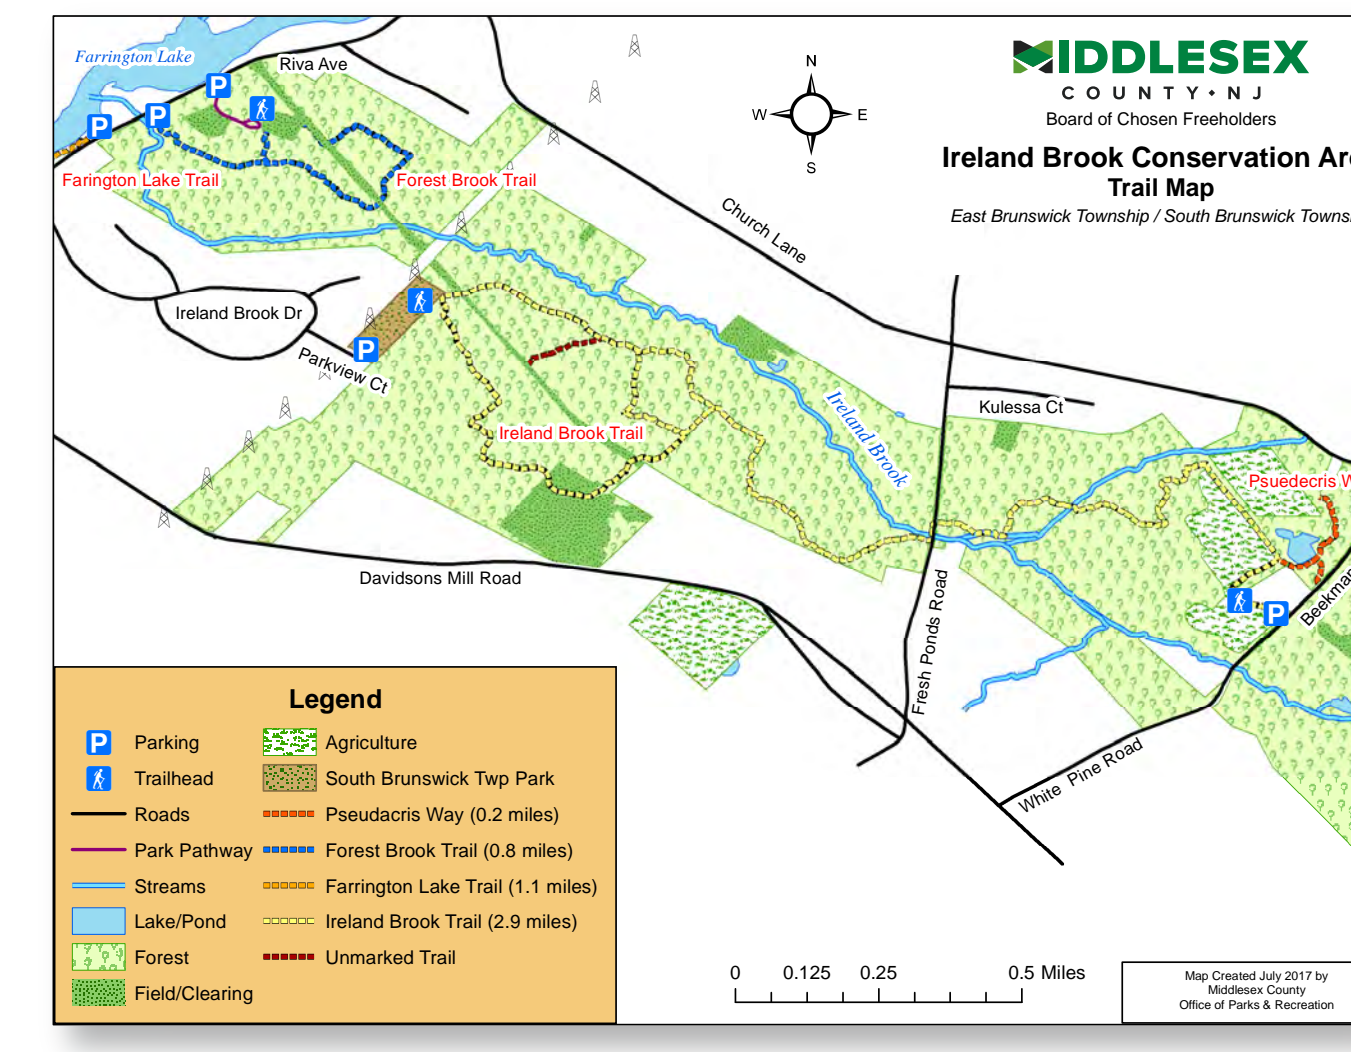 Farrington Lake
Riva Ave
N
W
E
S
MIDDLESEX
COUNTY • NJ
Board of Chosen Freeholders
Ireland Brook Conservation Are
Trail Map
East Brunswick Township / South Brunswick Towns
P
P
P
Farington Lake Trail
Forest Brook Trail
Church Lane
Ireland Brook Dr
P
Parkview Ct
Ireland Brook
Kulessa Ct
Ireland Brook Trail
Psuedecris W
Davidsons Mill Road
Fresh Ponds Road
P
Beekman
White Pine Road
Legend
P Parking
Trailhead
Roads
Park Pathway
Streams
Lake/Pond
Forest
Field/Clearing
Agriculture
South Brunswick Twp Park
Pseudacris Way (0.2 miles)
Forest Brook Trail (0.8 miles)
Farrington Lake Trail (1.1 miles)
Ireland Brook Trail (2.9 miles)
Unmarked Trail
0 0.125 0.25 0.5 Miles
Map Created July 2017 by
Middlesex County
Office of Parks & Recreation